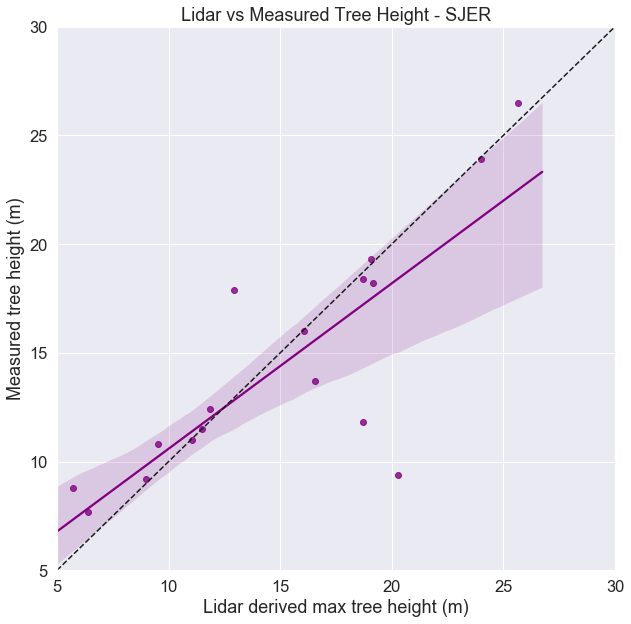 Lidar vs Measured Tree Height - SJER
30
25
20
15
10
5
Measured tree height (m)
5 10 15 20 25 30
Lidar derived max tree height (m)